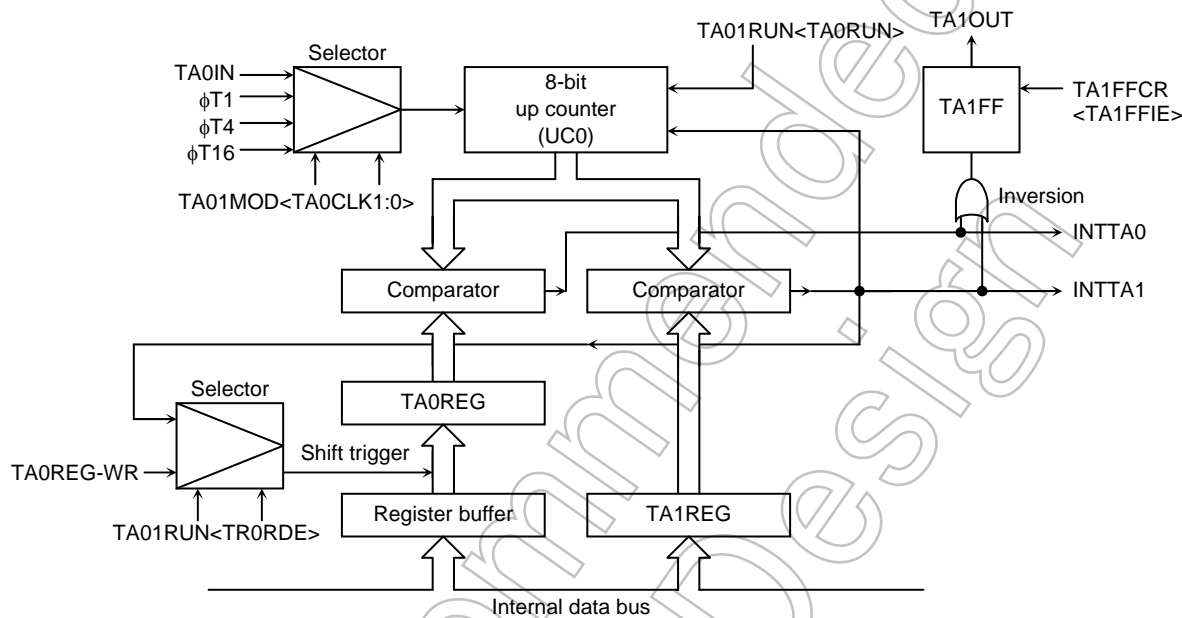 TA1OUT
TA01RUN<TA0RUN>
Selector
TA0IN
ϕT1
ϕT4
ϕT16
8-bit
up counter
(UC0)
TA1FF
TA1FFCR
<TA1FFIE>
TA01MOD<TA0CLK1:0>
Inversion
INTTA0
Comparator
Comparator
INTTA1
Selector
TA0REG
Shift trigger
TA0REG-WR
Register buffer
TA1REG
TA01RUN<TR0RDE>
Internal data bus